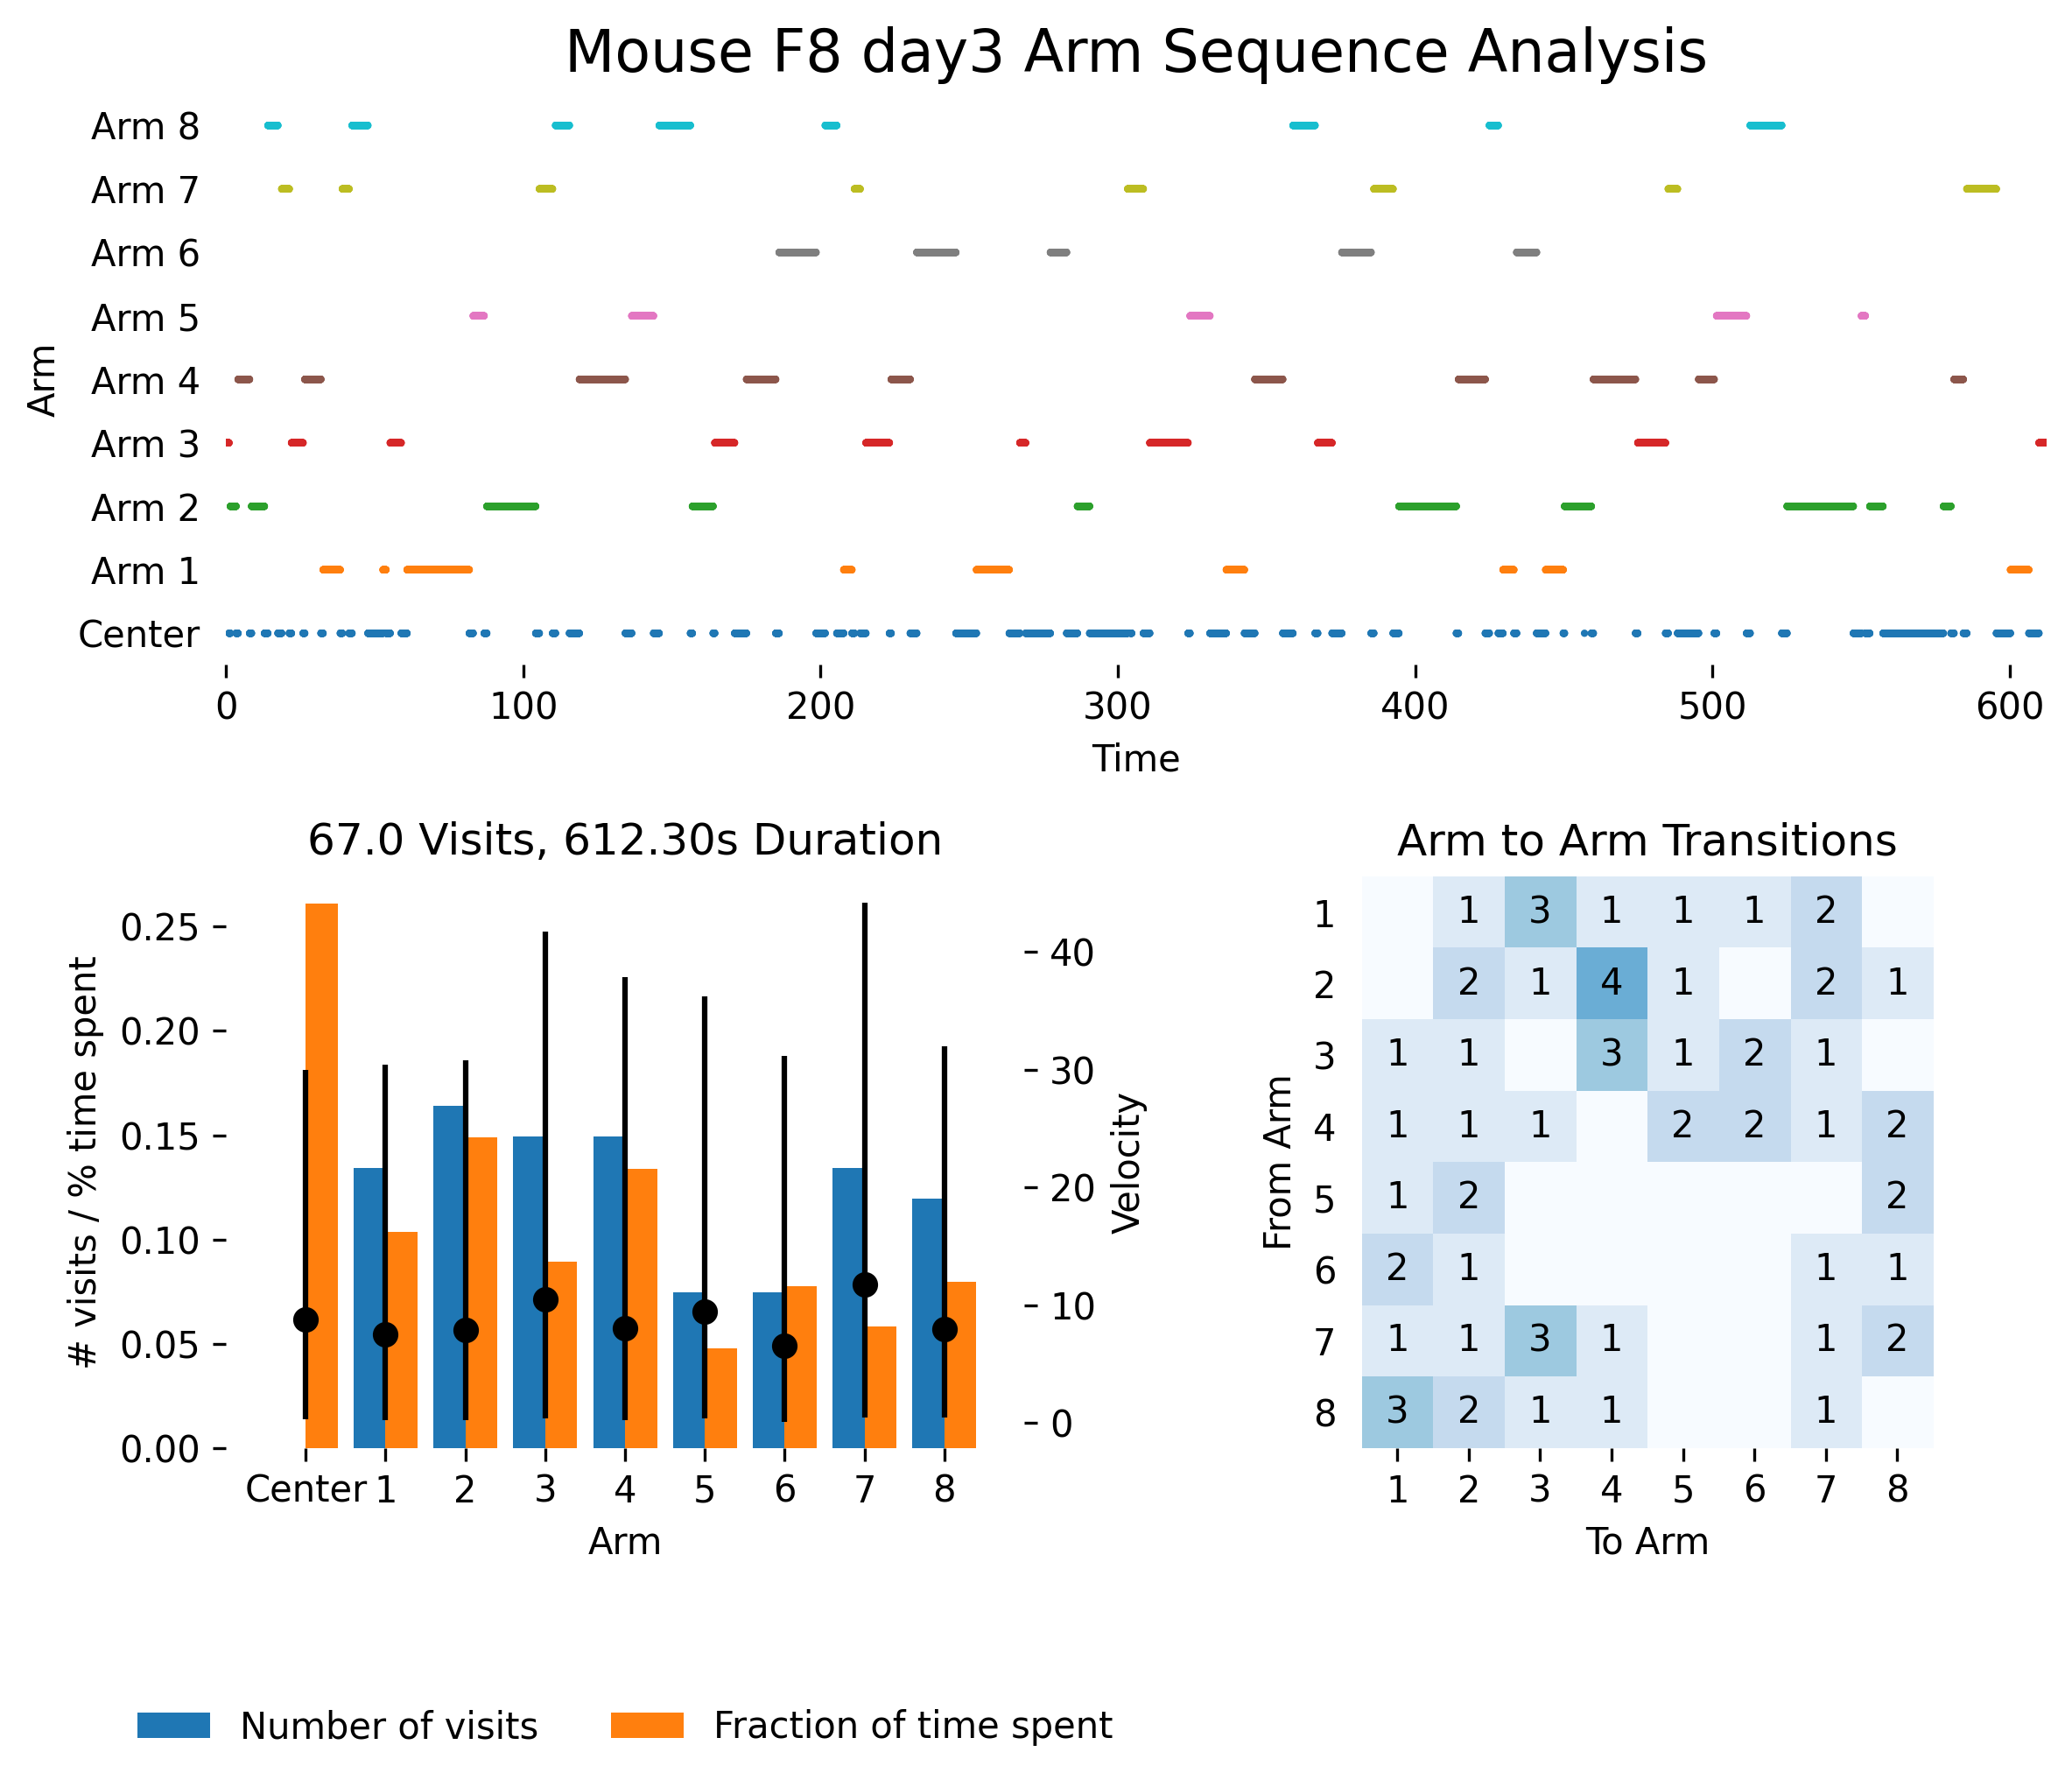 Mouse F8 day3 Arm Sequence Analysis
Arm 8
Arm 7
Arm 6
Arm 5
Arm 4
Arm 3
Arm 2
Arm 1
Center
Arm
0 100 200 300 400 500 600
Time
67.0 Visits, 612.30s Duration
0.25
0.20
0.15
0.10
0.05
0.00
# visits / % time spent
40
30
20
10
0
Velocity
Center 1 2 3 4 5 6 7 8
Arm
Arm to Arm Transitions
From Arm
1 1 3 1 1 1 2
2 2 1 4 1 2 1
3 1 1 3 1 2 1
4 1 1 1 2 2 1 2
5 1 2 2
6 2 1 1 1
7 1 1 3 1 1 2
8 3 2 1 1 1
1 2 3 4 5 6 7 8
To Arm
Number of visits Fraction of time spent